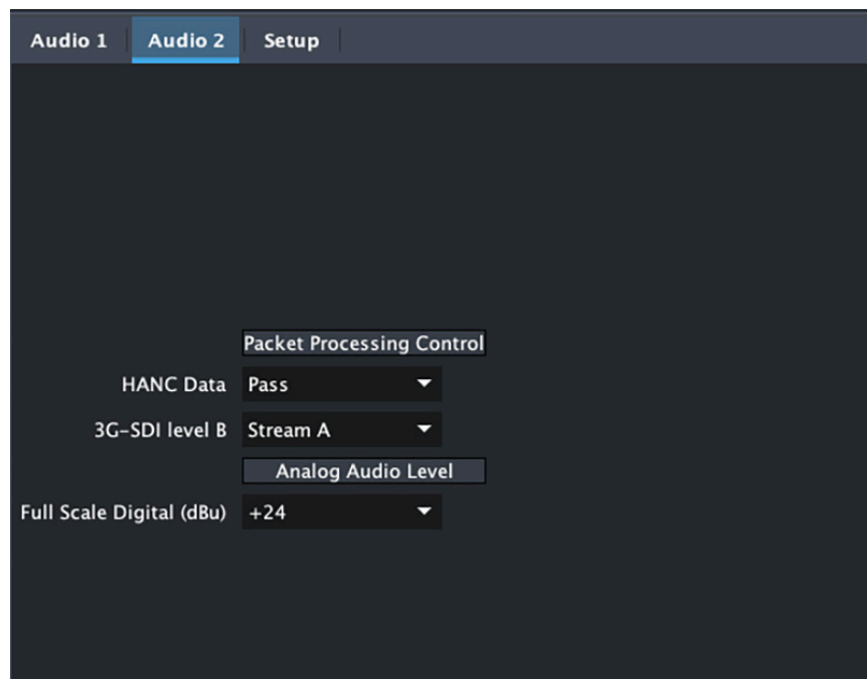 Audio 1 Audio 2 Setup
Packet Processing Control
HANC Data Pass
3G-SDI level B Stream A
Analog Audio Level
Full Scale Digital (dBu) +24